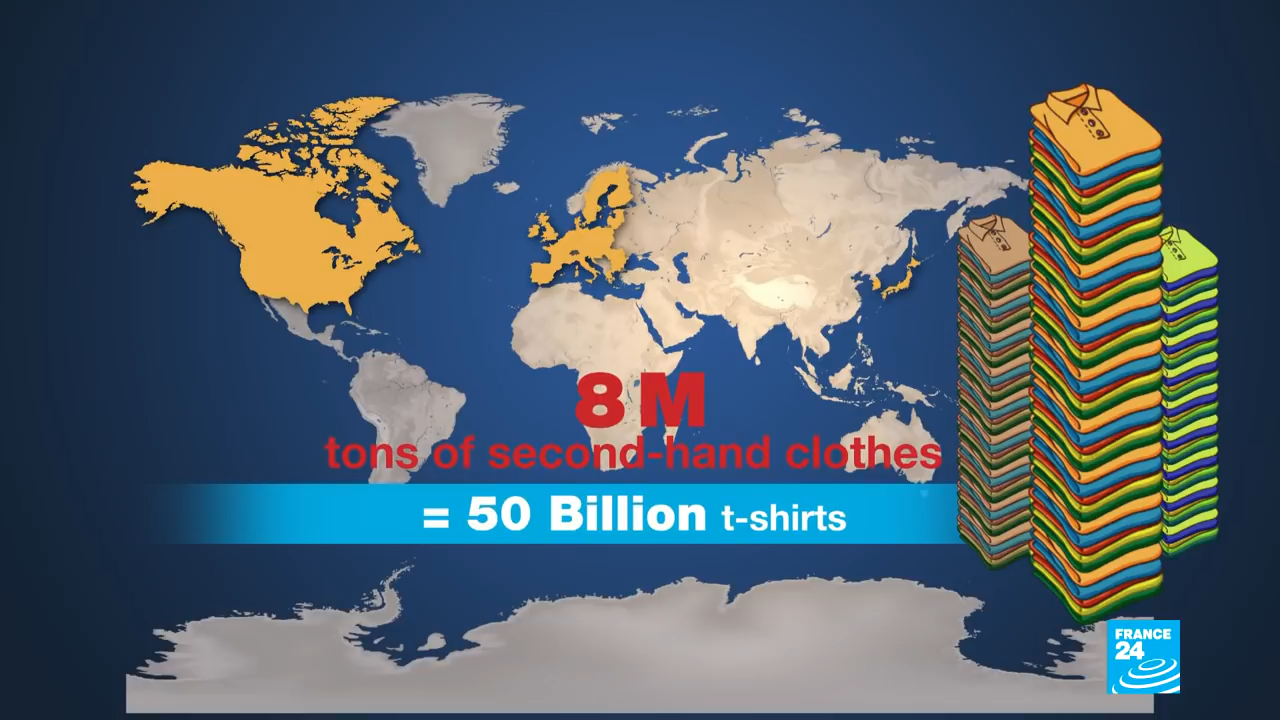 8 M
tons of second-hand clothes
= 50 Billion t-shirts
FRANCE
24